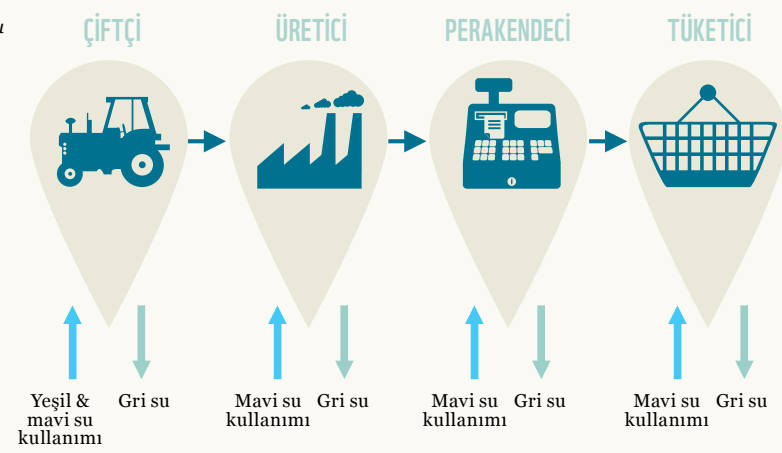 ÇİFTÇİ
ÜRETİCİ
PERAKENDECİ
TÜKETİCİ
Yeşil &
mavi su
kullanımı
Gri su
Mavi su
kullanımı
Gri su
Mavi su
kullanımı
Gri su
Mavi su
kullanımı
Gri su